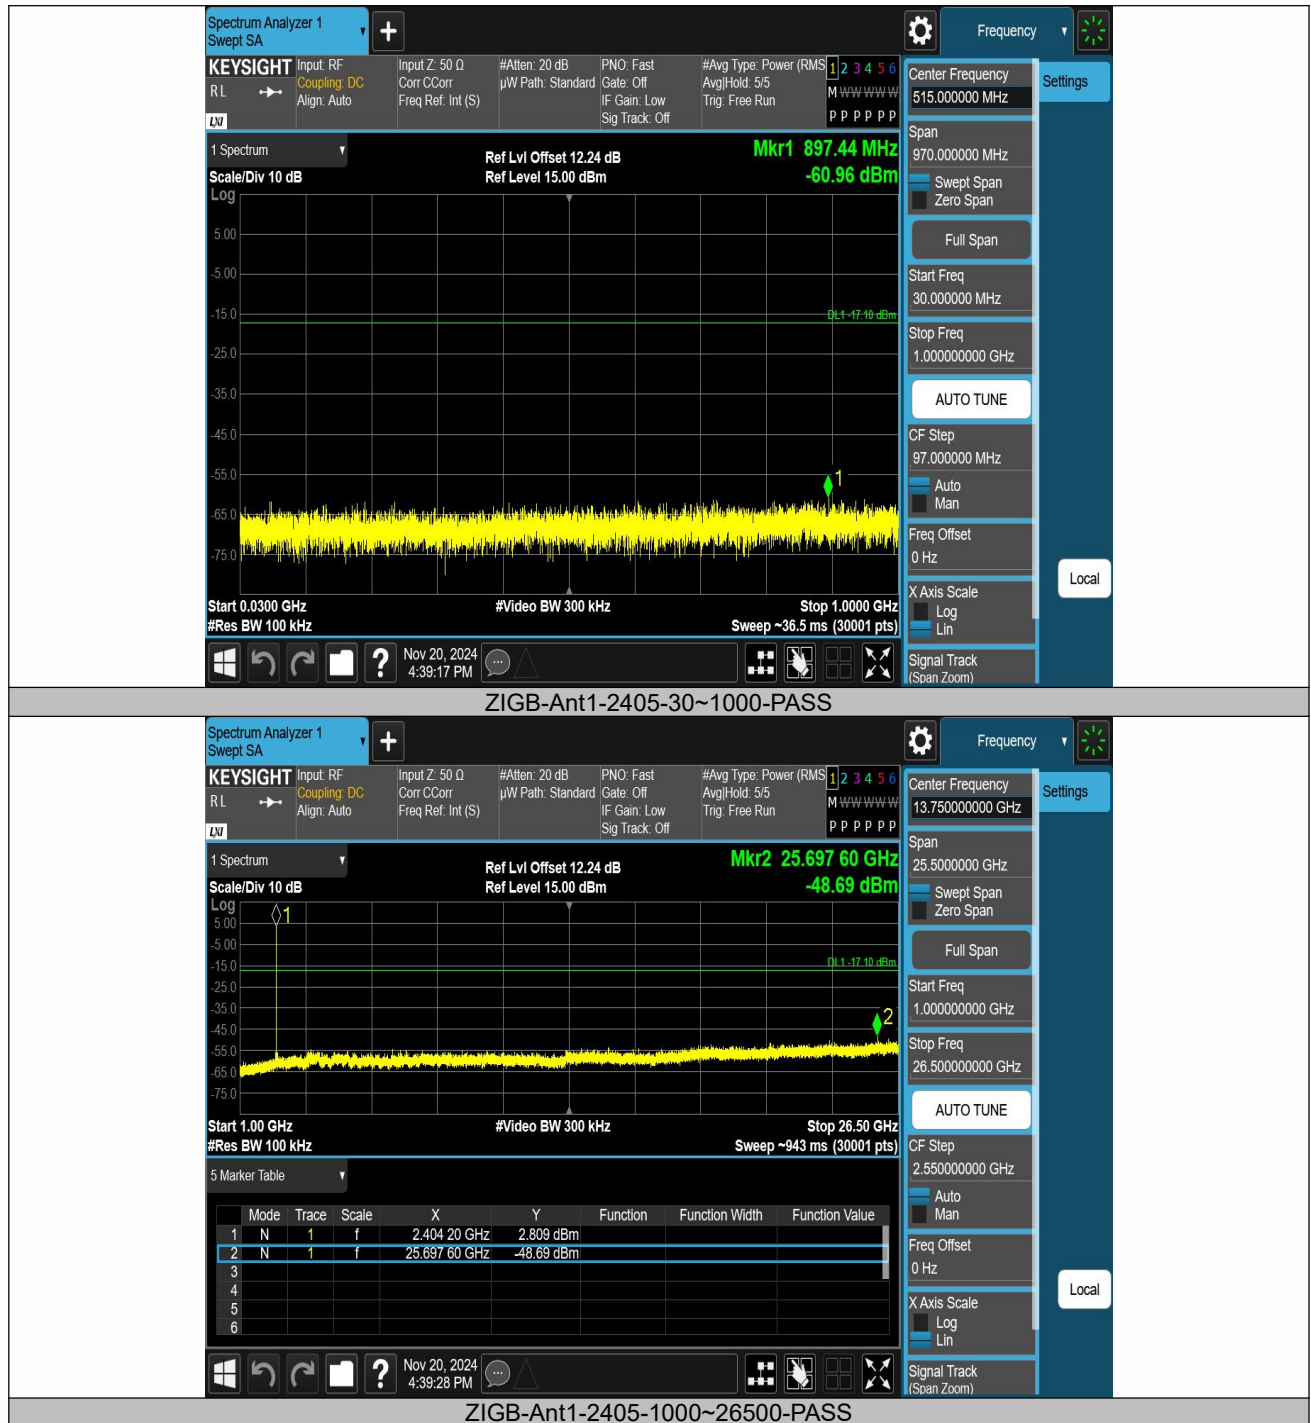 Spectrum Analyzer 1
Swept SA
Frequency
KEYSIGHT
RL
LXI
Input: RF
Coupling: DC
Align: Auto
Input Z: 50 Ω
Corr CCorr
Freq Ref: Int (S)
#Atten: 20 dB
µW Path: Standard
PNO: Fast
Gate: Off
IF Gain: Low
Sig Track: Off
#Avg Type: Power (RMS
Avg|Hold: 5/5
Trig: Free Run
1 2 3 4 5 6
M W W W W W
P P P P P P
1 Spectrum
Scale/Div 10 dB
Ref Lvl Offset 12.24 dB
Ref Level 15.00 dBm
Mkr1 897.44 MHz
-60.96 dBm
Log
5.00
-5.00
-15.0
DL1 -17.10 dBm
-25.0
-35.0
-45.0
-55.0
1
-65.0
-75.0
Start 0.0300 GHz
#Video BW 300 kHz
Stop 1.0000 GHz
#Res BW 100 kHz
Sweep ~36.5 ms (30001 pts)
?
Nov 20, 2024
4:39:17 PM
Center Frequency
515.000000 MHz
Span
970.000000 MHz
Swept Span
Zero Span
Full Span
Start Freq
30.000000 MHz
Stop Freq
1.000000000 GHz
AUTO TUNE
CF Step
97.000000 MHz
Auto
Man
Freq Offset
0 Hz
X Axis Scale
Log
Lin
Signal Track
(Span Zoom)
Settings
Local
ZIGB-Ant1-2405-30~1000-PASS
Spectrum Analyzer 1
Swept SA
Frequency
KEYSIGHT
RL
LXI
Input: RF
Coupling: DC
Align: Auto
Input Z: 50 Ω
Corr CCorr
Freq Ref: Int (S)
#Atten: 20 dB
µW Path: Standard
PNO: Fast
Gate: Off
IF Gain: Low
Sig Track: Off
#Avg Type: Power (RMS
Avg|Hold: 5/5
Trig: Free Run
1 2 3 4 5 6
M W W W W W
P P P P P P
1 Spectrum
Scale/Div 10 dB
Ref Lvl Offset 12.24 dB
Ref Level 15.00 dBm
Mkr2 25.697 60 GHz
-48.69 dBm
Log
1
5.00
-5.00
-15.0
DL1 -17.10 dBm
-25.0
-35.0
2
-45.0
-55.0
-65.0
-75.0
Start 1.00 GHz
#Video BW 300 kHz
Stop 26.50 GHz
#Res BW 100 kHz
Sweep ~943 ms (30001 pts)
5 Marker Table
Mode Trace Scale X Y Function Function Width Function Value
1 N 1 f 2.404 20 GHz 2.809 dBm
2 N 1 f 25.697 60 GHz -48.69 dBm
3
4
5
6
?
Nov 20, 2024
4:39:28 PM
Center Frequency
13.750000000 GHz
Span
25.5000000 GHz
Swept Span
Zero Span
Full Span
Start Freq
1.000000000 GHz
Stop Freq
26.500000000 GHz
AUTO TUNE
CF Step
2.550000000 GHz
Auto
Man
Freq Offset
0 Hz
X Axis Scale
Log
Lin
Signal Track
(Span Zoom)
Settings
Local
ZIGB-Ant1-2405-1000~26500-PASS